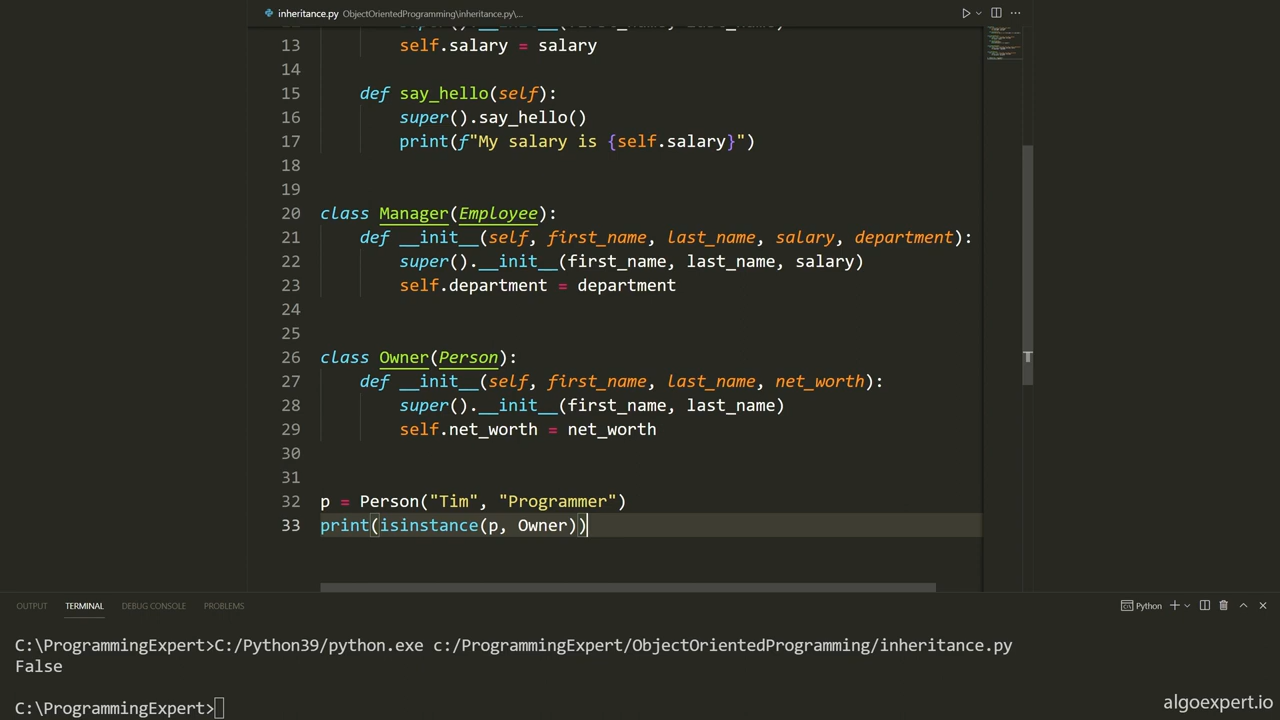 inheritance.py ObjectOrientedProgramming\inheritance.py\...
13 self.salary = salary
14
15 def say_hello(self):
16 super().say_hello()
17 print(f"My salary is {self.salary}")
18
19
20 class Manager(Employee):
21 def __init__(self, first_name, last_name, salary, department):
22 super().__init__(first_name, last_name, salary)
23 self.department = department
24
25
26 class Owner(Person):
27 def __init__(self, first_name, last_name, net_worth):
28 super().__init__(first_name, last_name)
29 self.net_worth = net_worth
30
31
32 p = Person("Tim", "Programmer")
33 print(isinstance(p, Owner))
OUTPUT TERMINAL DEBUG CONSOLE PROBLEMS Python
C:\ProgrammingExpert>C:/Python39/python.exe c:/ProgrammingExpert/ObjectOrientedProgramming/inheritance.py
False
C:\ProgrammingExpert>
algoexpert.io